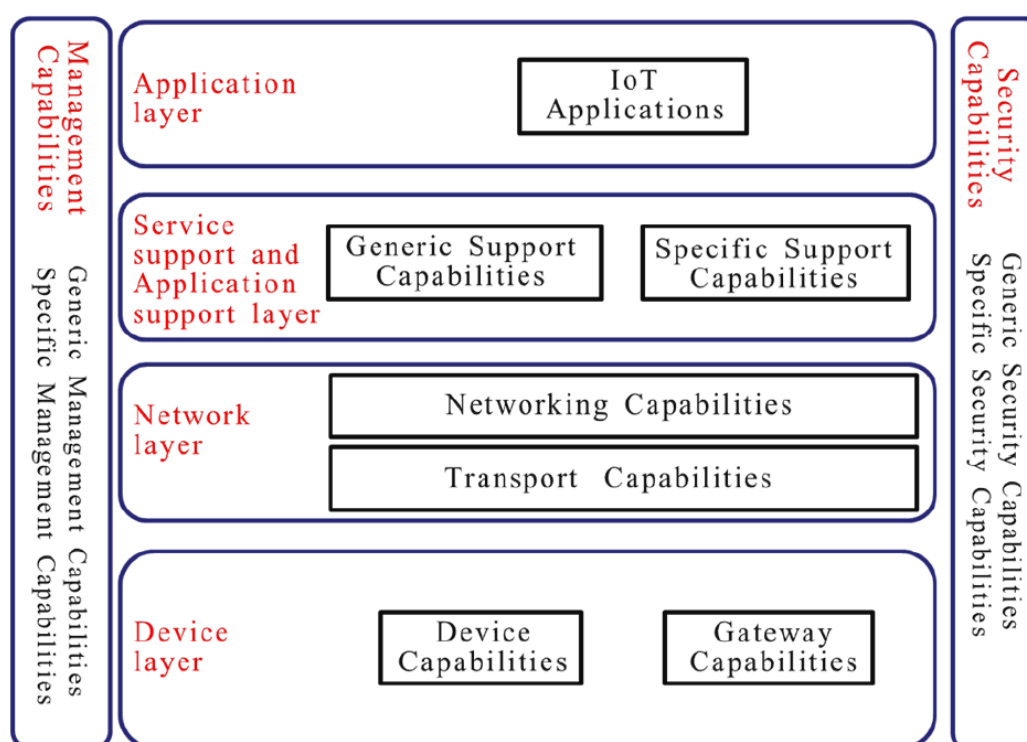 Management
Capabilities
Generic Management Capabilities
Specific Management Capabilities
Application
layer
IoT
Applications
Service
support and
Application
support layer
Generic Support
Capabilities
Specific Support
Capabilities
Network
layer
Networking Capabilities
Transport Capabilities
Device
layer
Device
Capabilities
Gateway
Capabilities
Security
Capabilities
Generic Security Capabilities
Specific Security Capabilities